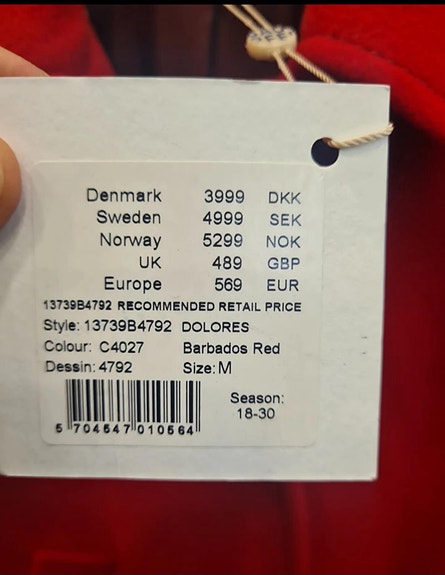 Denmark 3999 DKK
Sweden 4999 SEK
Norway 5299 NOK
UK 489 GBP
Europe 569 EUR
13739B4792 RECOMMENDED RETAIL PRICE
Style: 13739B4792 DOLORES
Colour: C4027 Barbados Red
Dessin: 4792 Size: M
Season:
18-30
5 704547 010564